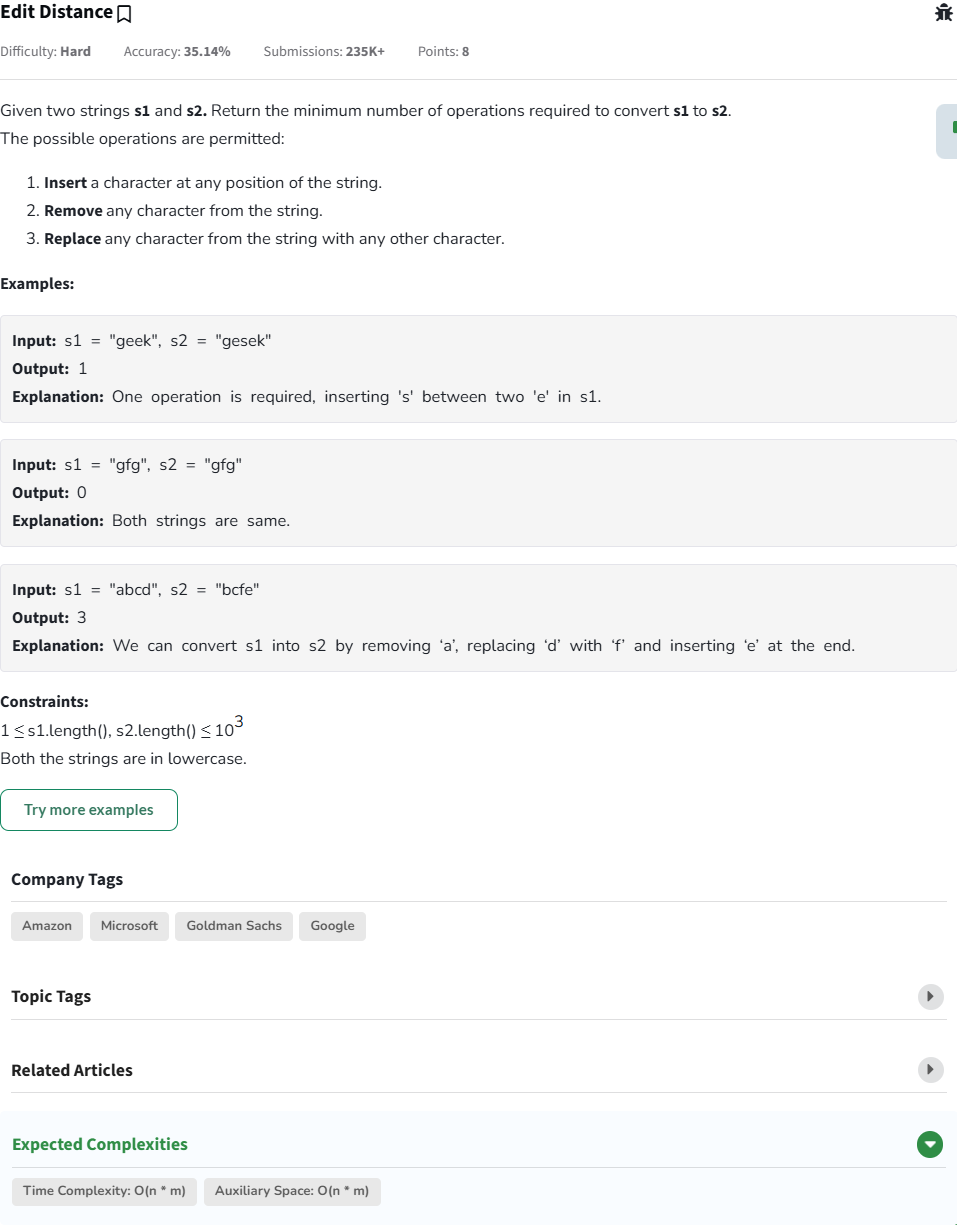 Edit Distance
Difficulty: Hard Accuracy: 35.14% Submissions: 235K+ Points: 8
Given two strings s1 and s2. Return the minimum number of operations required to convert s1 to s2.
The possible operations are permitted:
1. Insert a character at any position of the string.
2. Remove any character from the string.
3. Replace any character from the string with any other character.
Examples:
Input: s1 = "geek", s2 = "gesek"
Output: 1
Explanation: One operation is required, inserting 's' between two 'e' in s1.
Input: s1 = "gfg", s2 = "gfg"
Output: 0
Explanation: Both strings are same.
Input: s1 = "abcd", s2 = "bcfe"
Output: 3
Explanation: We can convert s1 into s2 by removing ‘a’, replacing ‘d’ with ‘f’ and inserting ‘e’ at the end.
Constraints:
1 ≤ s1.length(), s2.length() ≤ 10³
Both the strings are in lowercase.
Try more examples
Company Tags
Amazon Microsoft Goldman Sachs Google
Topic Tags
Related Articles
Expected Complexities
Time Complexity: O(n * m) Auxiliary Space: O(n * m)